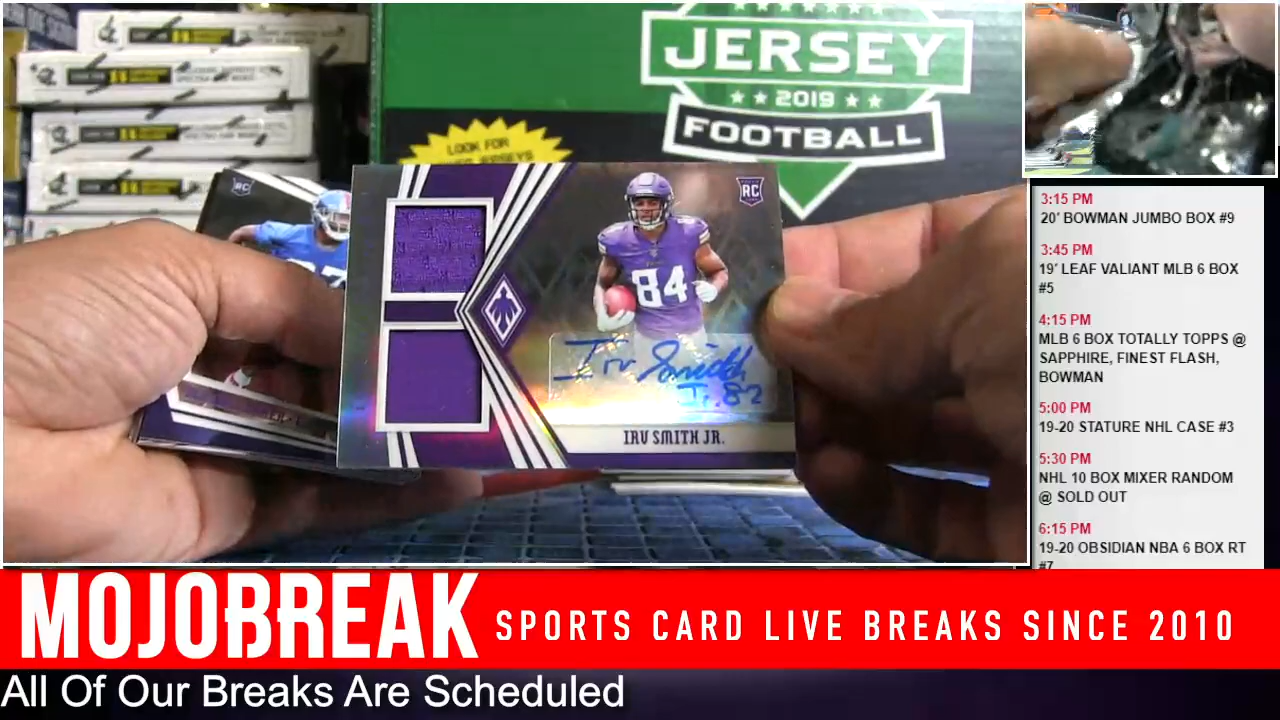 JERSEY
2019
FOOTBALL
LOOK FOR
RC
RC
84
Irv Smith
Jr. 82
IRV SMITH JR.
3:15 PM
20' BOWMAN JUMBO BOX #9
3:45 PM
19' LEAF VALIANT MLB 6 BOX
#5
4:15 PM
MLB 6 BOX TOTALLY TOPPS @
SAPPHIRE, FINEST FLASH,
BOWMAN
5:00 PM
19-20 STATURE NHL CASE #3
5:30 PM
NHL 10 BOX MIXER RANDOM
@ SOLD OUT
6:15 PM
19-20 OBSIDIAN NBA 6 BOX RT
#7
MOJOBREAK SPORTS CARD LIVE BREAKS SINCE 2010
All Of Our Breaks Are Scheduled